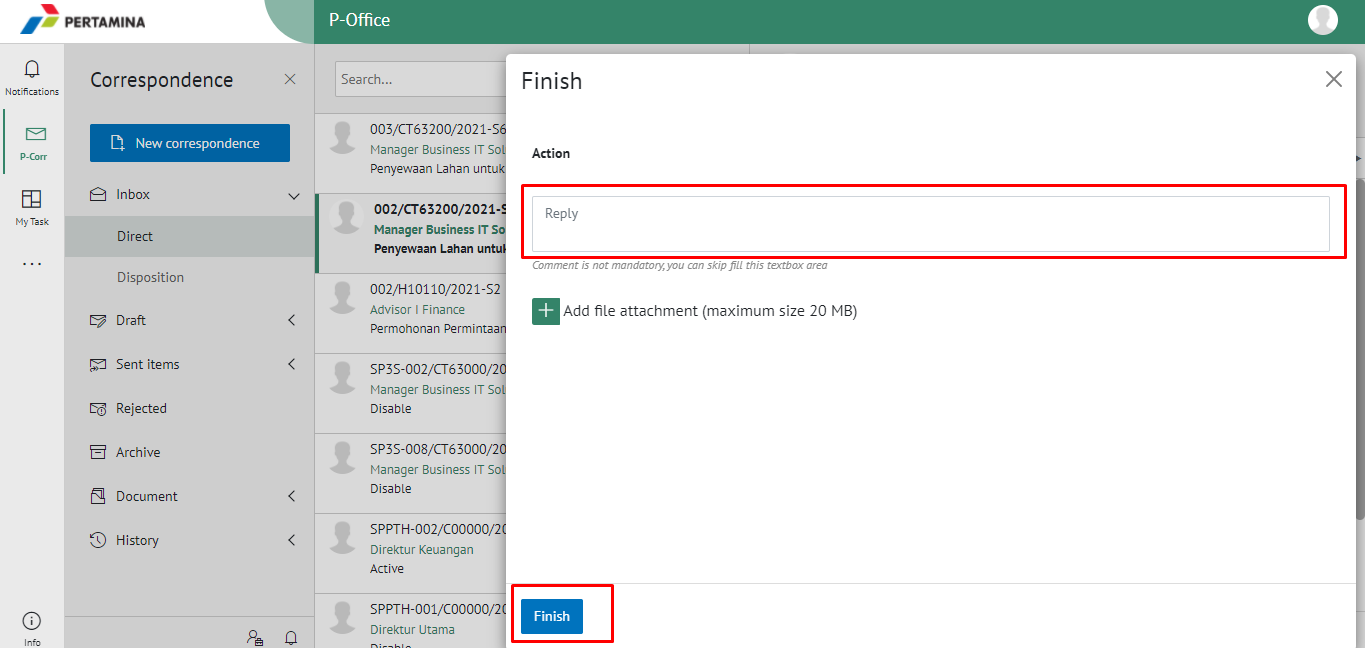 PERTAMINA
P-Office
Notifications
P-Corr
My Task
Info
Correspondence
New correspondence
Inbox
Direct
Disposition
Draft
Sent items
Rejected
Archive
Document
History
Search...
003/CT63200/2021-S6
Manager Business IT Sol
Penyewaan Lahan untuk
002/CT63200/2021-S
Manager Business IT So
Penyewaan Lahan untuk
002/H10110/2021-S2
Advisor I Finance
Permohonan Permintaan
SP3S-002/CT63000/20
Manager Business IT Sol
Disable
SP3S-008/CT63000/20
Manager Business IT Sol
Disable
SPPTH-002/C00000/20
Direktur Keuangan
Active
SPPTH-001/C00000/20
Direktur Utama
Disable
Finish
Action
Reply
Comment is not mandatory, you can skip fill this textbox area
Add file attachment (maximum size 20 MB)
Finish